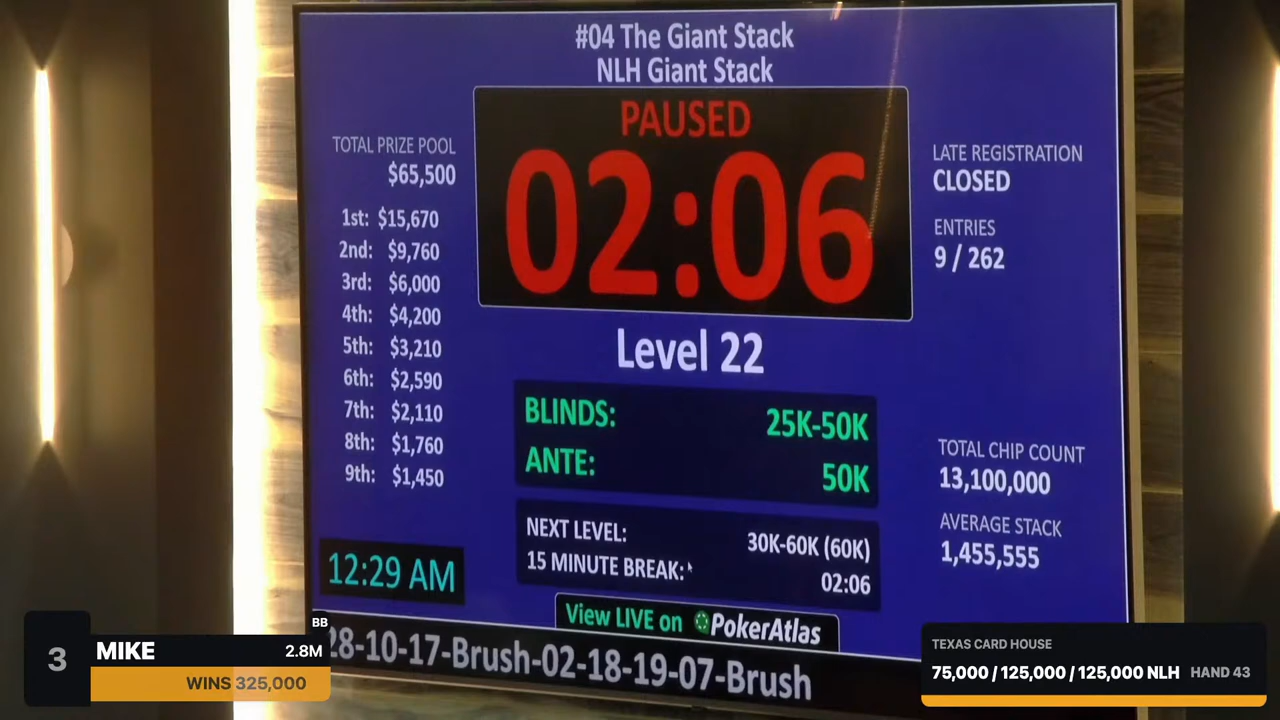 #04 The Giant Stack
NLH Giant Stack
PAUSED
02:06
TOTAL PRIZE POOL
$65,500
1st: $15,670
2nd: $9,760
3rd: $6,000
4th: $4,200
5th: $3,210
6th: $2,590
7th: $2,110
8th: $1,760
9th: $1,450
12:29 AM
LATE REGISTRATION
CLOSED
ENTRIES
9 / 262
Level 22
BLINDS: 25K-50K
ANTE: 50K
NEXT LEVEL: 30K-60K (60K)
15 MINUTE BREAK: 02:06
TOTAL CHIP COUNT
13,100,000
AVERAGE STACK
1,455,555
View LIVE on PokerAtlas
28-10-17-Brush-02-18-19-07-Brush
BB
3 MIKE 2.8M
WINS 325,000
TEXAS CARD HOUSE
75,000 / 125,000 / 125,000 NLH HAND 43